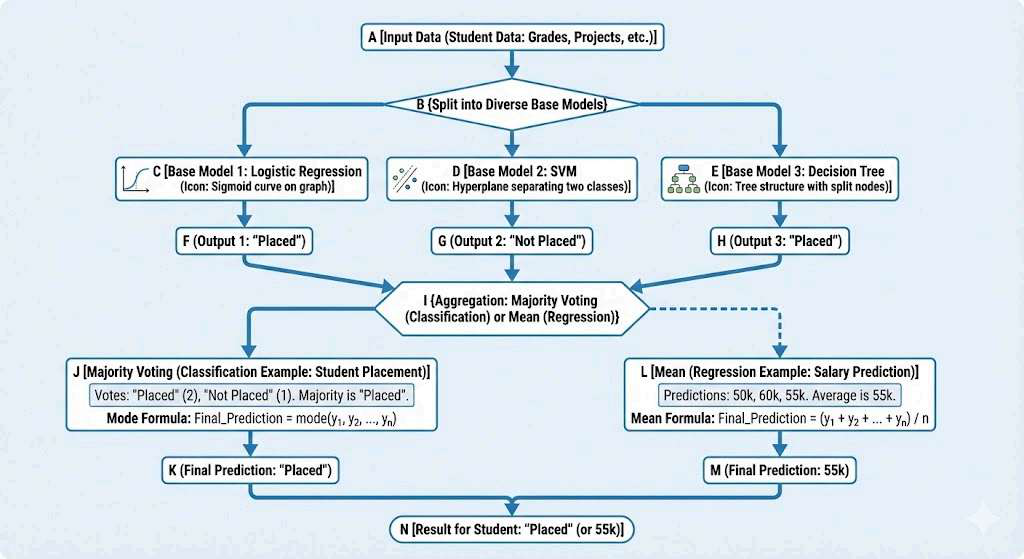 A [Input Data (Student Data: Grades, Projects, etc.)]
B {Split into Diverse Base Models}
C [Base Model 1: Logistic Regression
(Icon: Sigmoid curve on graph)]
D [Base Model 2: SVM
(Icon: Hyperplane separating two classes)]
E [Base Model 3: Decision Tree
(Icon: Tree structure with split nodes)]
F (Output 1: "Placed")
G (Output 2: "Not Placed")
H (Output 3: "Placed")
I {Aggregation: Majority Voting
(Classification) or Mean (Regression)}
J [Majority Voting (Classification Example: Student Placement)]
Votes: "Placed" (2), "Not Placed" (1). Majority is "Placed".
Mode Formula: Final_Prediction = mode(y₁, y₂, ..., yₙ)
L [Mean (Regression Example: Salary Prediction)]
Predictions: 50k, 60k, 55k. Average is 55k.
Mean Formula: Final_Prediction = (y₁ + y₂ + ... + yₙ) / n
K (Final Prediction: "Placed")
M (Final Prediction: 55k)
N [Result for Student: "Placed" (or 55k)]